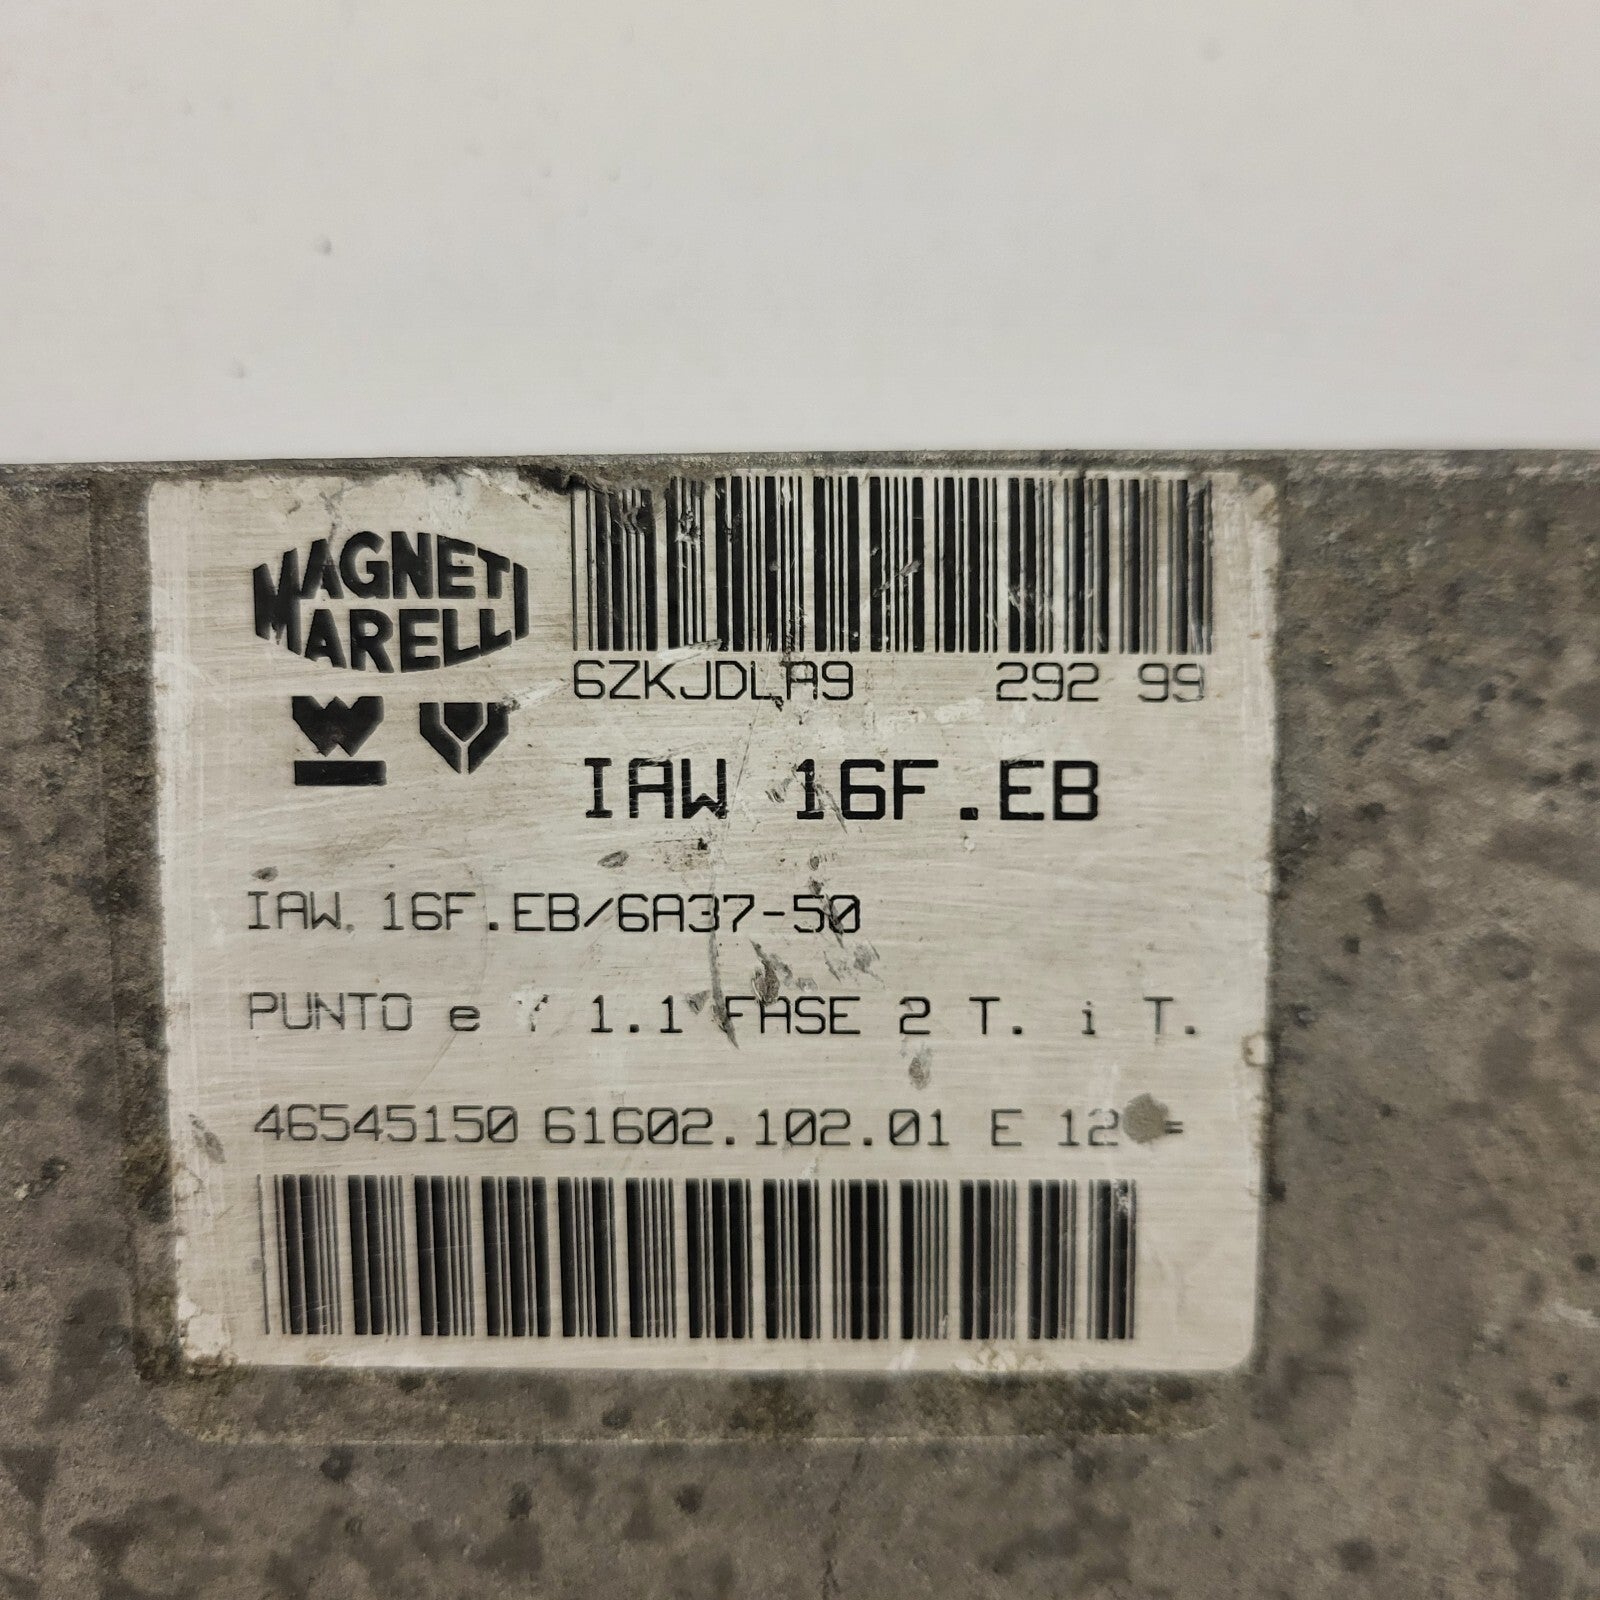 MAGNETI
MARELLI
6ZKJDLA9 292 99
IAW 16F.EB
IAW. 16F.EB/6A37-50
PUNTO e Y 1.1 FASE 2 T. i T.
46545150 61602.102.01 E